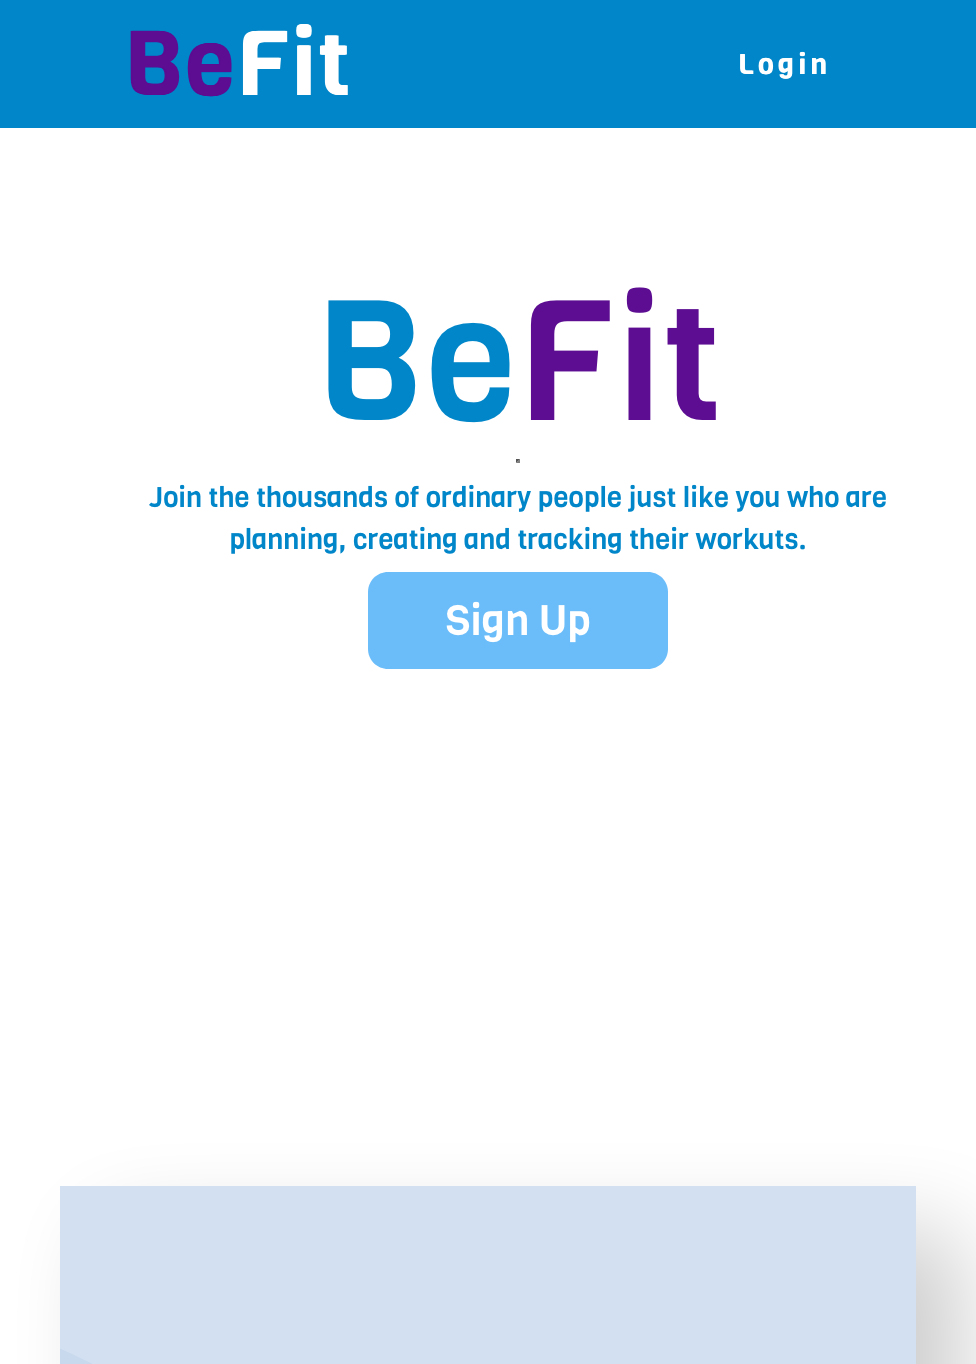 BeFit
Login
BeFit
Join the thousands of ordinary people just like you who are
planning, creating and tracking their workuts.
Sign Up